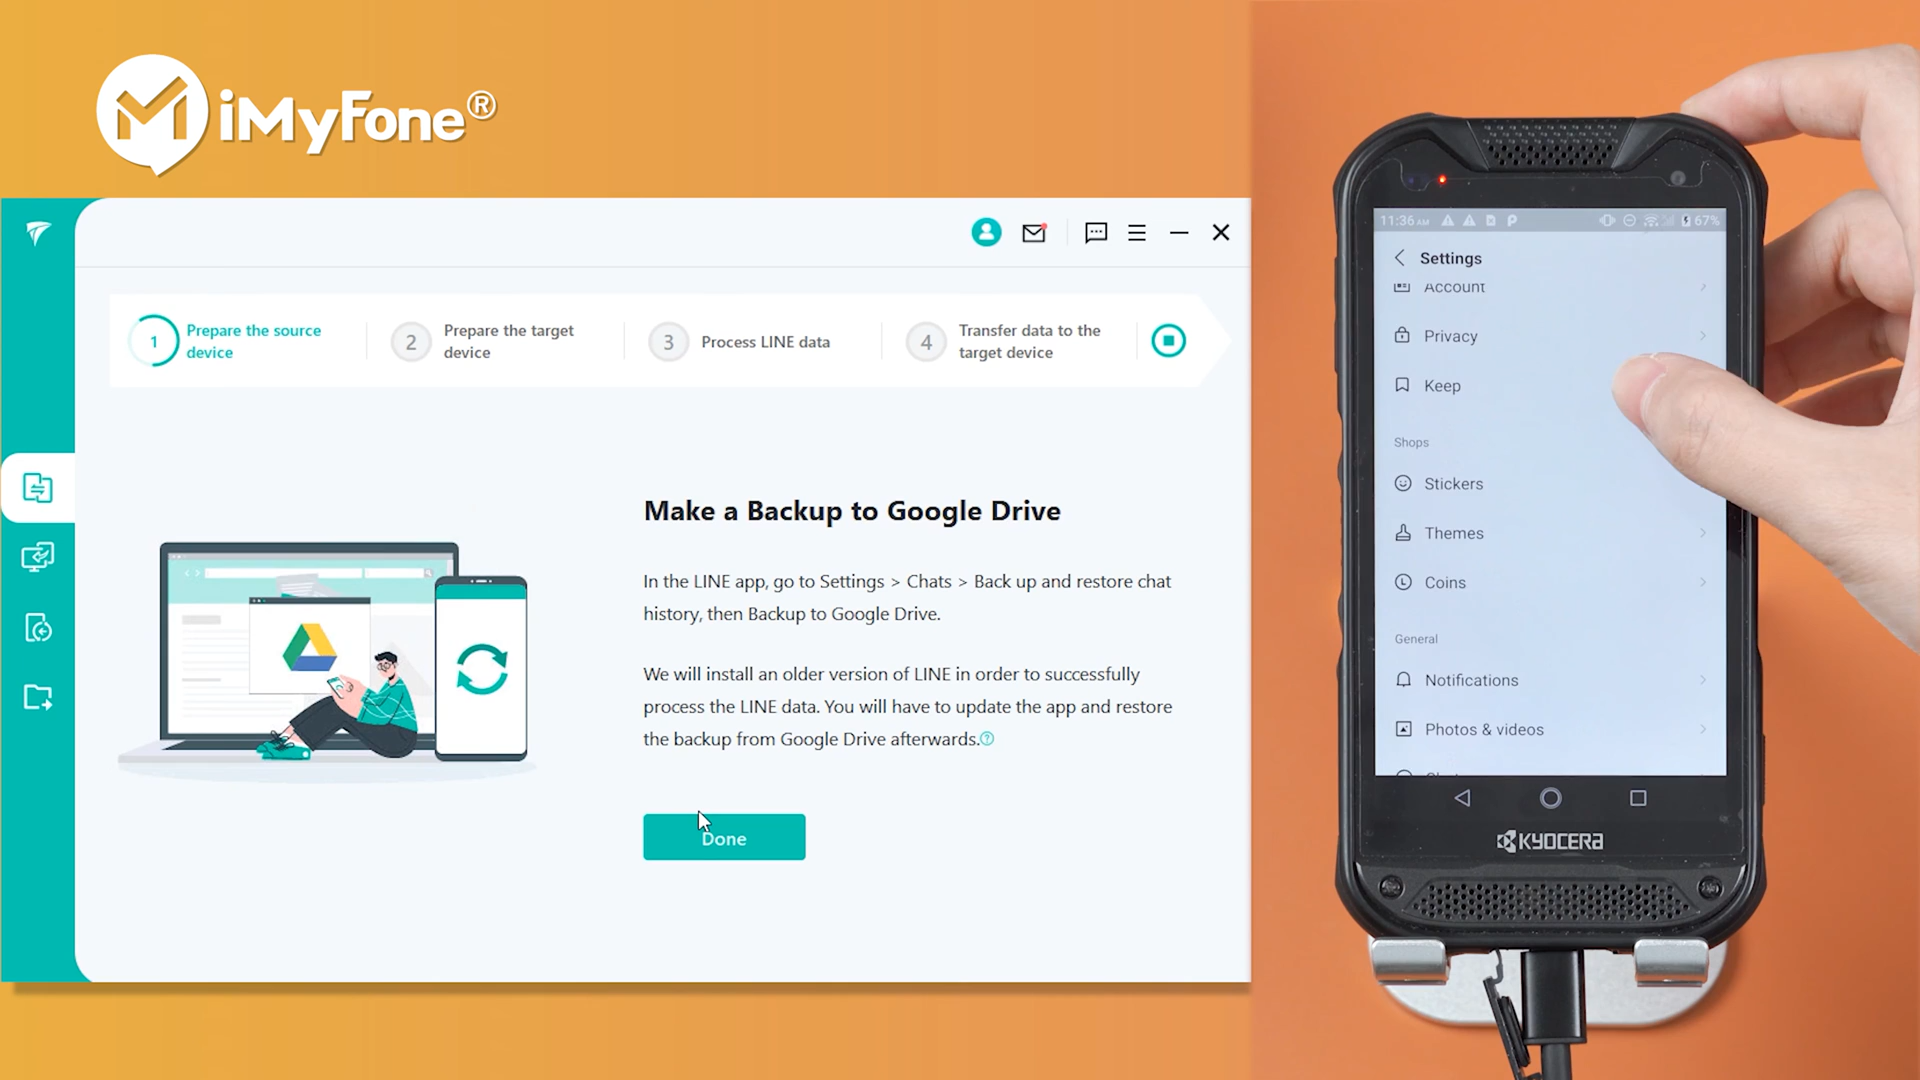 iMyFone®
1
Prepare the source
device
2
Prepare the target
device
3
Process LINE data
4
Transfer data to the
target device
Make a Backup to Google Drive
In the LINE app, go to Settings > Chats > Back up and restore chat
history, then Backup to Google Drive.
We will install an older version of LINE in order to successfully
process the LINE data. You will have to update the app and restore
the backup from Google Drive afterwards.
Done
11:36 AM
67%
Settings
Account
Privacy
Keep
Shops
Stickers
Themes
Coins
General
Notifications
Photos & videos
KYOCERA